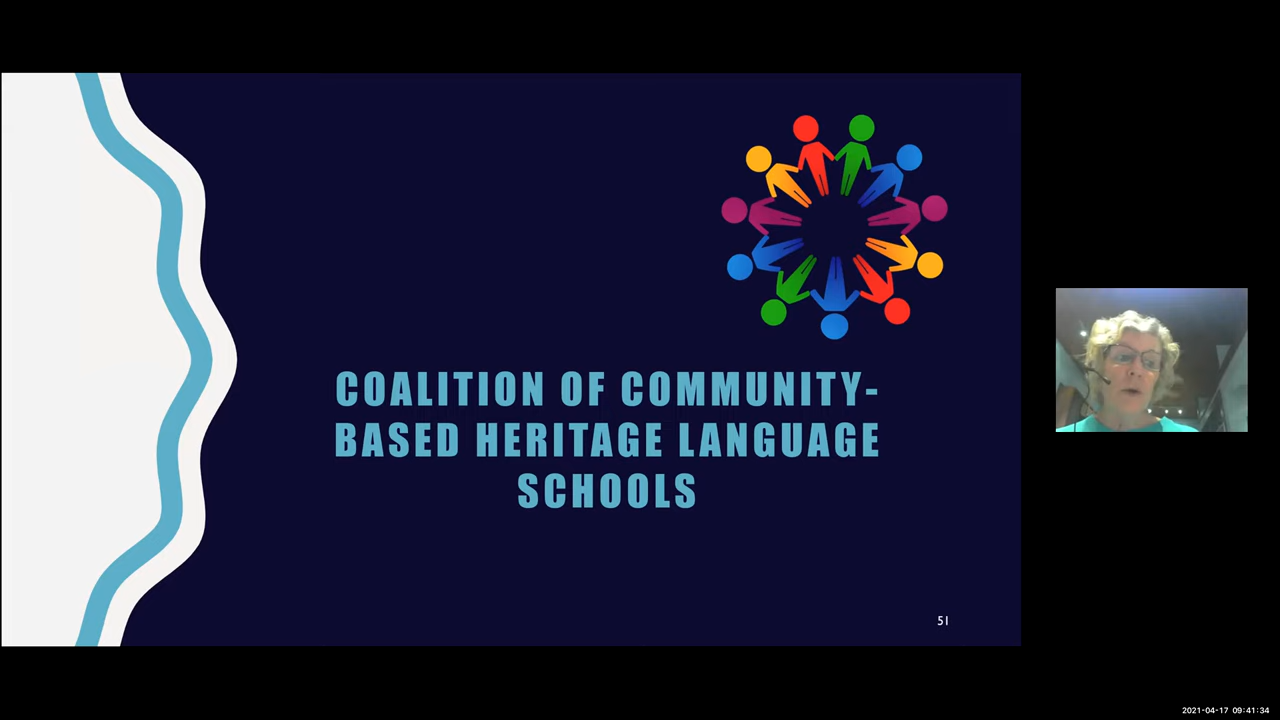 COALITION OF COMMUNITY-
BASED HERITAGE LANGUAGE
SCHOOLS
51
2021-04-17 09:41:34